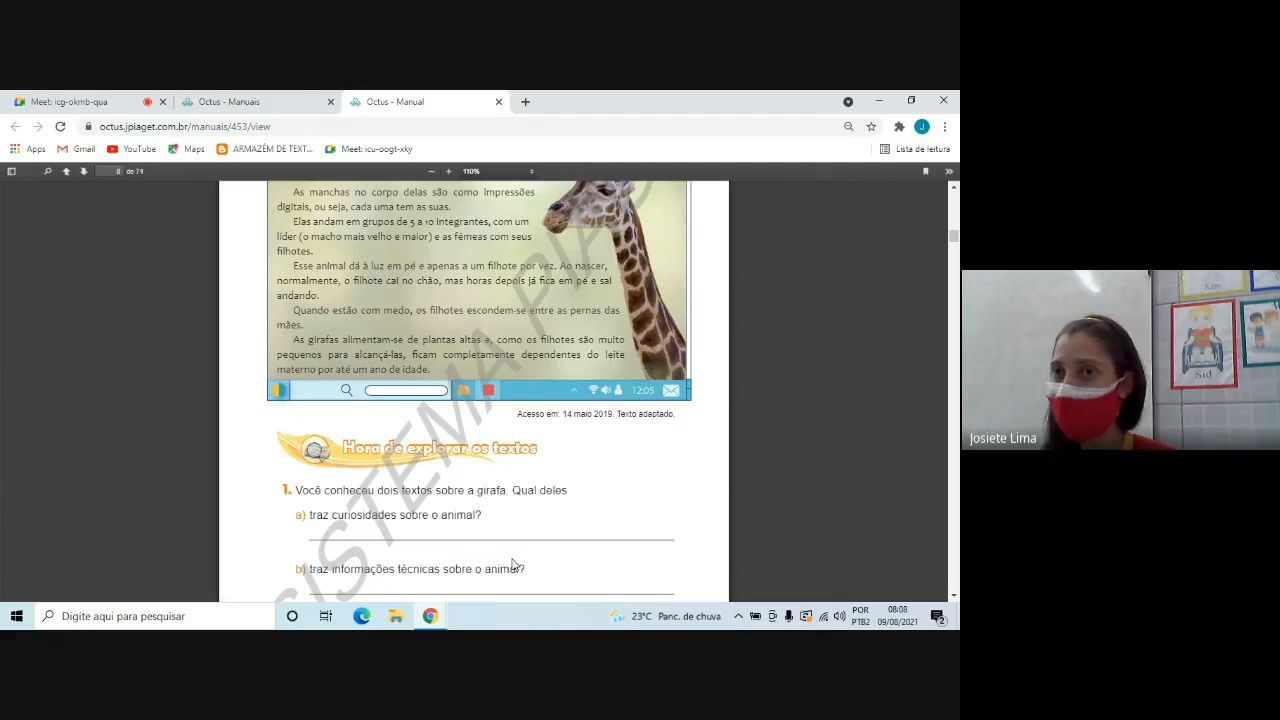 Meet: icg-okmb-qua
Octus - Manuais
Octus - Manual
octus.jpiaget.com.br/manuais/453/view
Apps
Gmail
YouTube
Maps
ARMAZÉM DE TEXT...
Meet: icu-oogt-xky
Lista de leitura
8 de 74
110%
As manchas no corpo delas são como impressões
digitais, ou seja, cada uma tem as suas.
Elas andam em grupos de 5 a 10 integrantes, com um
líder (o macho mais velho e maior) e as fêmeas com seus
filhotes.
Esse animal dá à luz em pé e apenas a um filhote por vez. Ao nascer,
normalmente, o filhote cai no chão, mas horas depois já fica em pé e sai
andando.
Quando estão com medo, os filhotes escondem-se entre as pernas das
mães.
As girafas alimentam-se de plantas altas e, como os filhotes são muito
pequenos para alcançá-las, ficam completamente dependentes do leite
materno por até um ano de idade.
12:05
Acesso em: 14 maio 2019. Texto adaptado.
Hora de explorar os textos
1. Você conheceu dois textos sobre a girafa. Qual deles
a) traz curiosidades sobre o animal?
b) traz informações técnicas sobre o animal?
SISTEMA PIA
Digite aqui para pesquisar
23°C Panc. de chuva
POR
PTB2
08:08
09/08/2021
2
Kim
Sid
Josiete Lima